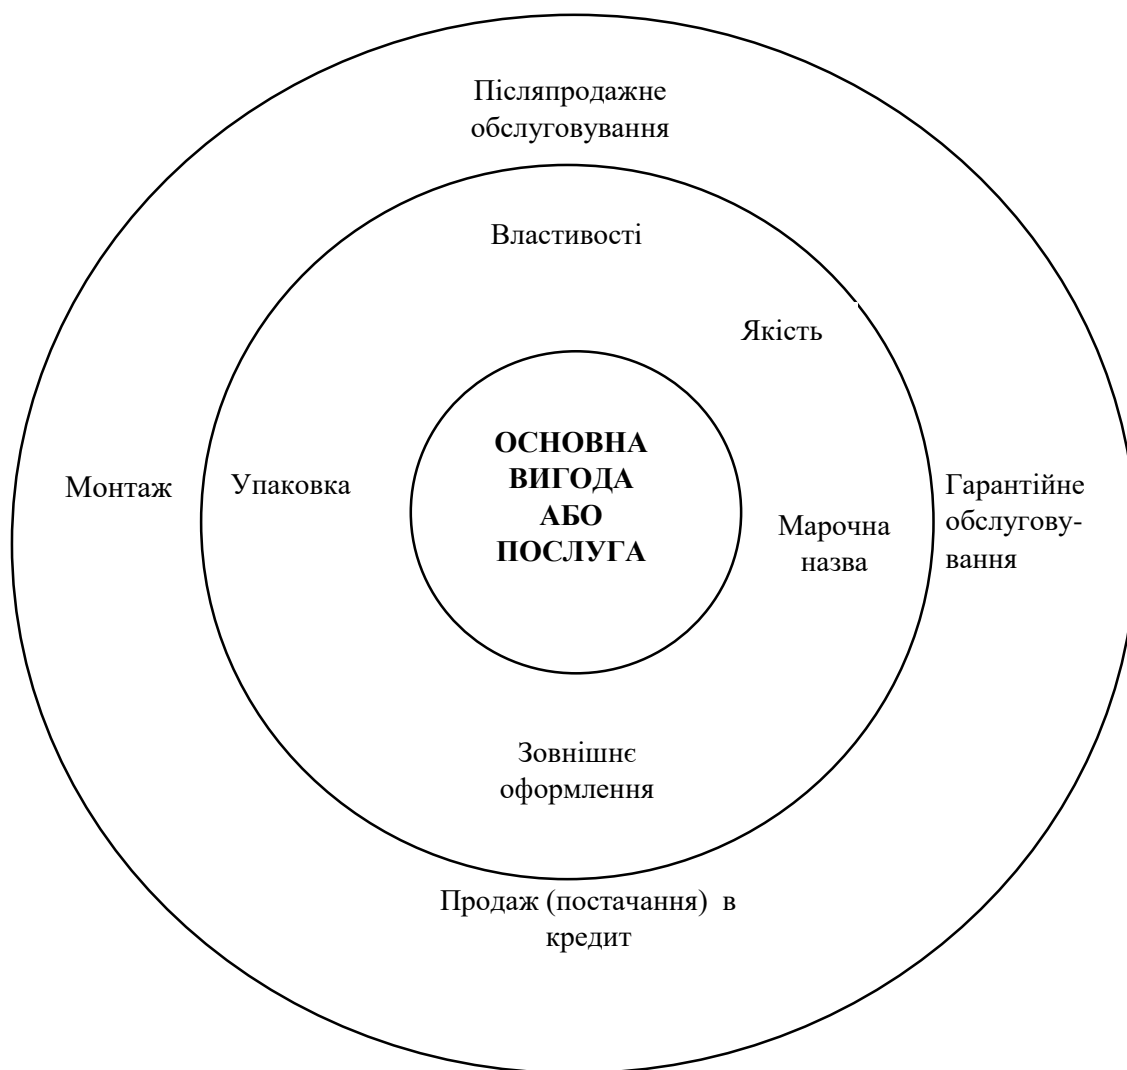 Післяпродажне
обслуговування
Властивості
Якість
ОСНОВНА
ВИГОДА
АБО
ПОСЛУГА
Монтаж
Упаковка
Марочна
назва
Гарантійне
обслугову-
вання
Зовнішнє
оформлення
Продаж (постачання) в
кредит